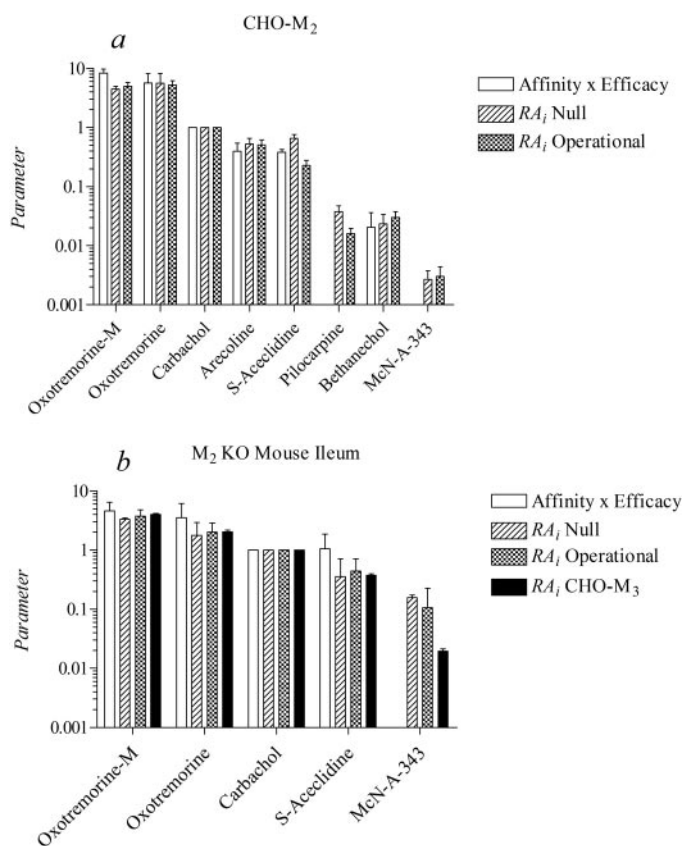 a
CHO-M₂
10
1
0.1
0.01
0.001
Parameter
Oxotremorine-M
Oxotremorine
Carbachol
Arecoline
S-Aceclidine
Pilocarpine
Bethanechol
McN-A-343
Affinity x Efficacy
RAᵢ Null
RAᵢ Operational
b
M₂ KO Mouse Ileum
10
1
0.1
0.01
0.001
Parameter
Oxotremorine-M
Oxotremorine
Carbachol
S-Aceclidine
McN-A-343
Affinity x Efficacy
RAᵢ Null
RAᵢ Operational
RAᵢ CHO-M₃